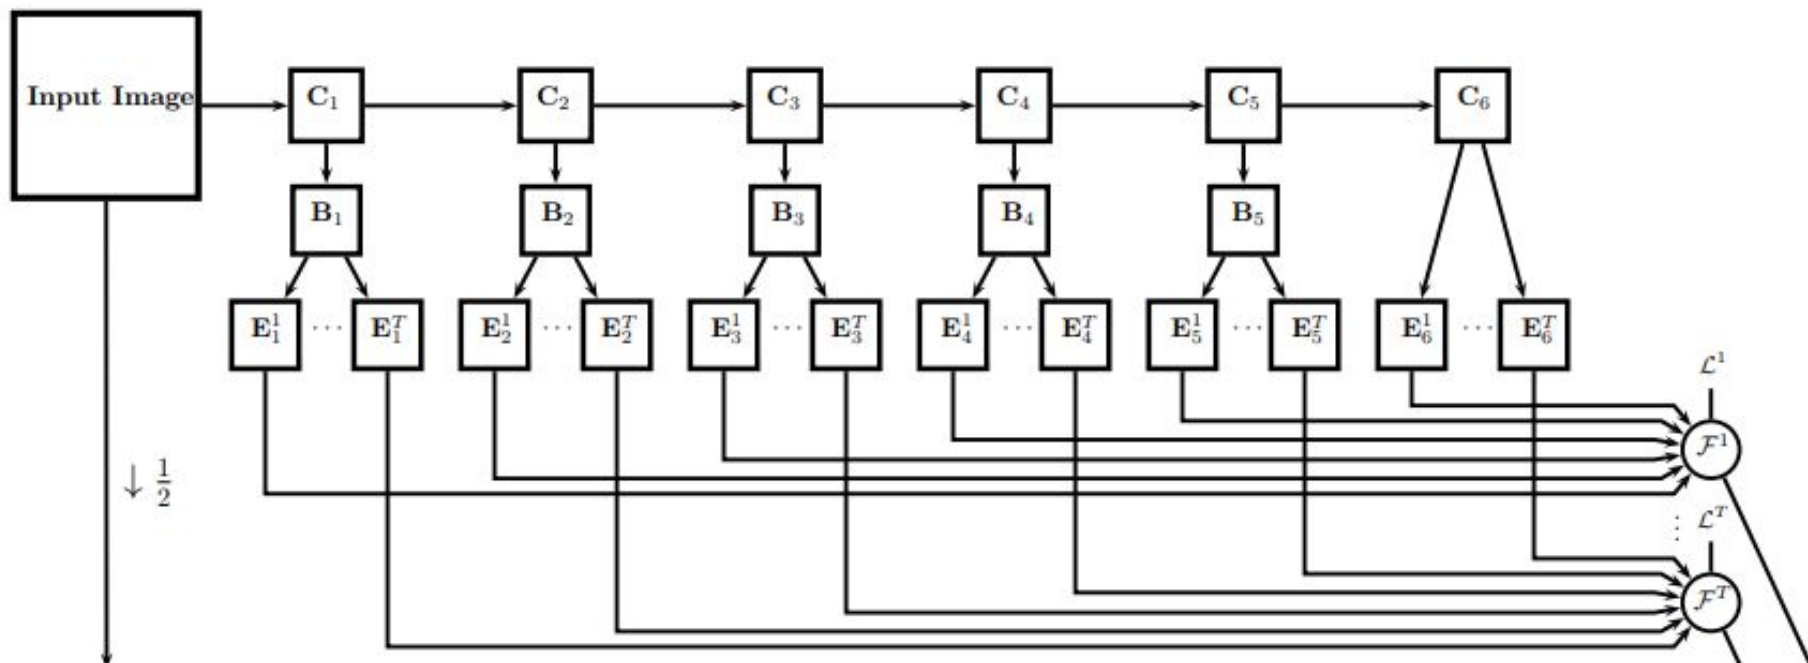 Input Image
C₁ C₂ C₃ C₄ C₅ C₆
B₁ B₂ B₃ B₄ B₅
E₁¹ ⋯ E₁ᵀ E₂¹ ⋯ E₂ᵀ E₃¹ ⋯ E₃ᵀ E₄¹ ⋯ E₄ᵀ E₅¹ ⋯ E₅ᵀ E₆¹ ⋯ E₆ᵀ
ℒ¹
ℱ¹
↓ 1/2
⋮ ℒᵀ
ℱᵀ